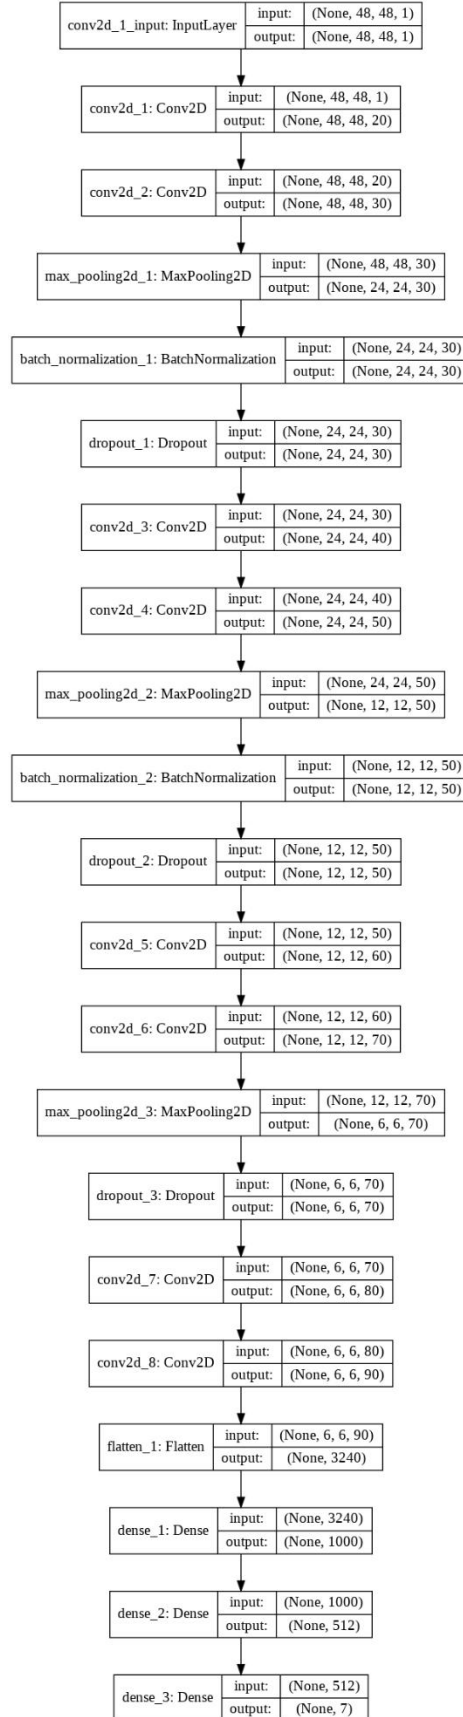 conv2d_1_input: InputLayer
input: (None, 48, 48, 1)
output: (None, 48, 48, 1)
conv2d_1: Conv2D
input: (None, 48, 48, 1)
output: (None, 48, 48, 20)
conv2d_2: Conv2D
input: (None, 48, 48, 20)
output: (None, 48, 48, 30)
max_pooling2d_1: MaxPooling2D
input: (None, 48, 48, 30)
output: (None, 24, 24, 30)
batch_normalization_1: BatchNormalization
input: (None, 24, 24, 30)
output: (None, 24, 24, 30)
dropout_1: Dropout
input: (None, 24, 24, 30)
output: (None, 24, 24, 30)
conv2d_3: Conv2D
input: (None, 24, 24, 30)
output: (None, 24, 24, 40)
conv2d_4: Conv2D
input: (None, 24, 24, 40)
output: (None, 24, 24, 50)
max_pooling2d_2: MaxPooling2D
input: (None, 24, 24, 50)
output: (None, 12, 12, 50)
batch_normalization_2: BatchNormalization
input: (None, 12, 12, 50)
output: (None, 12, 12, 50)
dropout_2: Dropout
input: (None, 12, 12, 50)
output: (None, 12, 12, 50)
conv2d_5: Conv2D
input: (None, 12, 12, 50)
output: (None, 12, 12, 60)
conv2d_6: Conv2D
input: (None, 12, 12, 60)
output: (None, 12, 12, 70)
max_pooling2d_3: MaxPooling2D
input: (None, 12, 12, 70)
output: (None, 6, 6, 70)
dropout_3: Dropout
input: (None, 6, 6, 70)
output: (None, 6, 6, 70)
conv2d_7: Conv2D
input: (None, 6, 6, 70)
output: (None, 6, 6, 80)
conv2d_8: Conv2D
input: (None, 6, 6, 80)
output: (None, 6, 6, 90)
flatten_1: Flatten
input: (None, 6, 6, 90)
output: (None, 3240)
dense_1: Dense
input: (None, 3240)
output: (None, 1000)
dense_2: Dense
input: (None, 1000)
output: (None, 512)
dense_3: Dense
input: (None, 512)
output: (None, 7)